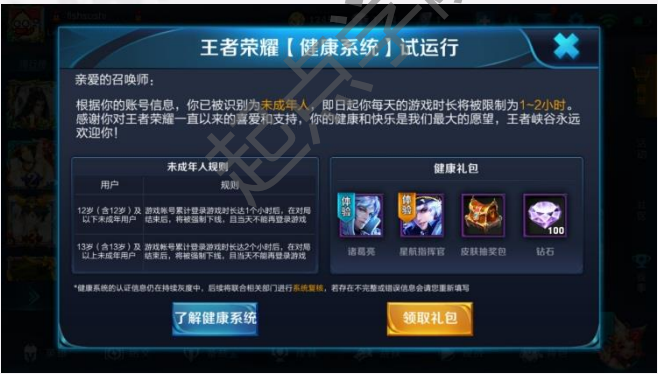 王者荣耀【健康系统】试运行
亲爱的召唤师：
根据你的账号信息，你已被识别为未成年人，即日起你每天的游戏时长将被限制为1~2小时。
感谢你对王者荣耀一直以来的喜爱和支持，你的健康和快乐是我们最大的愿望，王者峡谷永远
欢迎你！
未成年人规则
用户 规则
12岁（含12岁）及以下未成年用户
游戏帐号累计登录游戏时长达1个小时后，在对局
结束后，将被强制下线，且当天不能再登录游戏
13岁（含13岁）及以上未成年用户
游戏帐号累计登录游戏时长达2个小时后，在对局
结束后，将被强制下线，且当天不能再登录游戏
健康礼包
体验
体验
100
诸葛亮 星航指挥官 皮肤抽奖包 钻石
*健康系统的认证信息仍在持续灰度中，后续将联合相关部门进行系统复核，若存在不完整或错误信息会请您重新填写
了解健康系统
领取礼包
起点学院